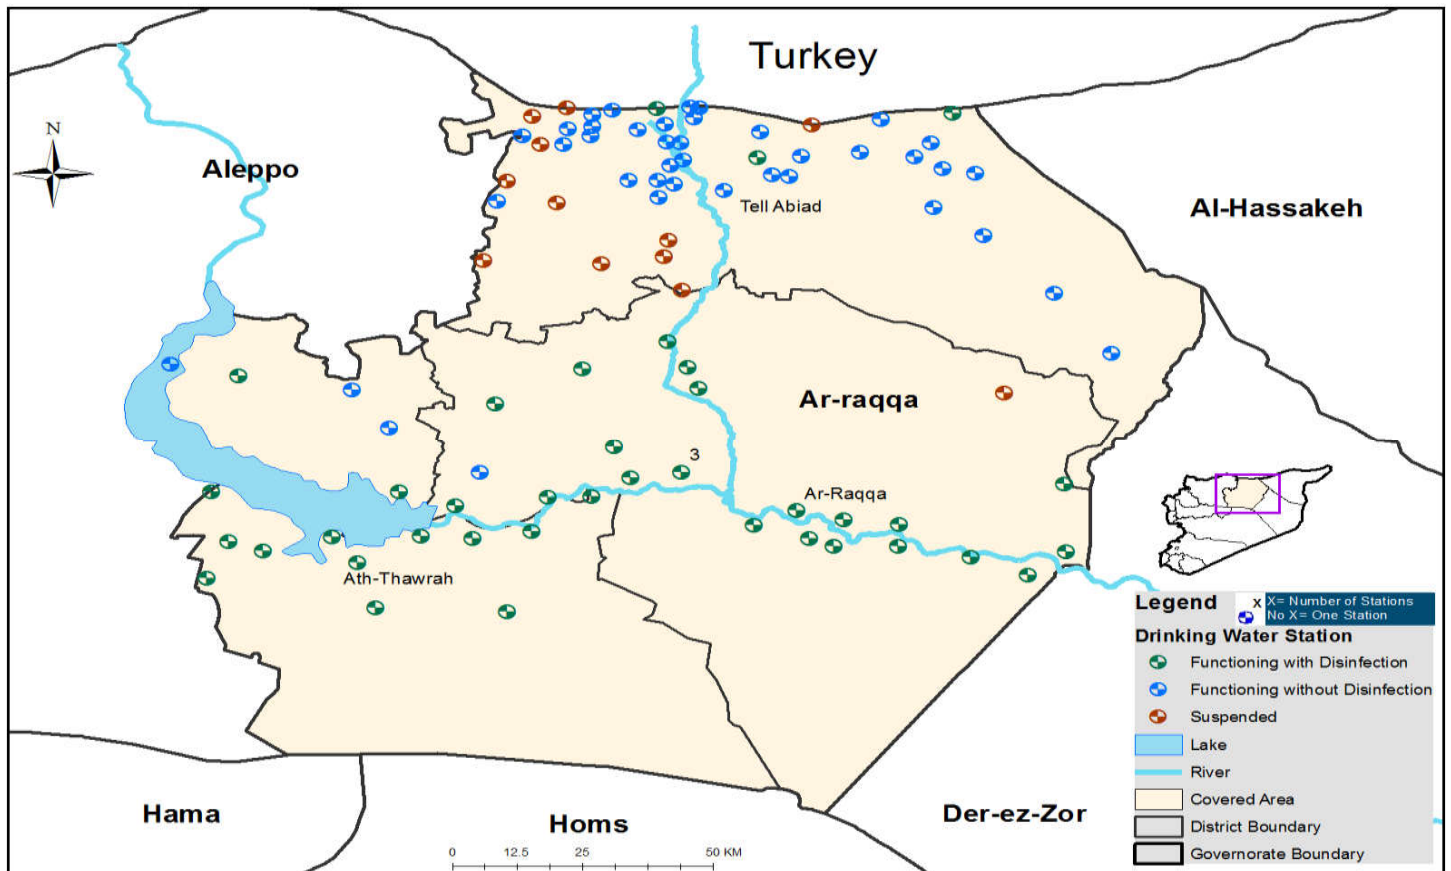 Turkey
N
Aleppo
Tell Abiad
Al-Hassakeh
Ar-raqqa
3
Ar-Raqqa
Ath-Thawrah
Legend
X
X= Number of Stations
No X= One Station
Drinking Water Station
Functioning with Disinfection
Functioning without Disinfection
Suspended
Lake
River
Covered Area
District Boundary
Governorate Boundary
Hama
Homs
Der-ez-Zor
0 12.5 25 50 KM